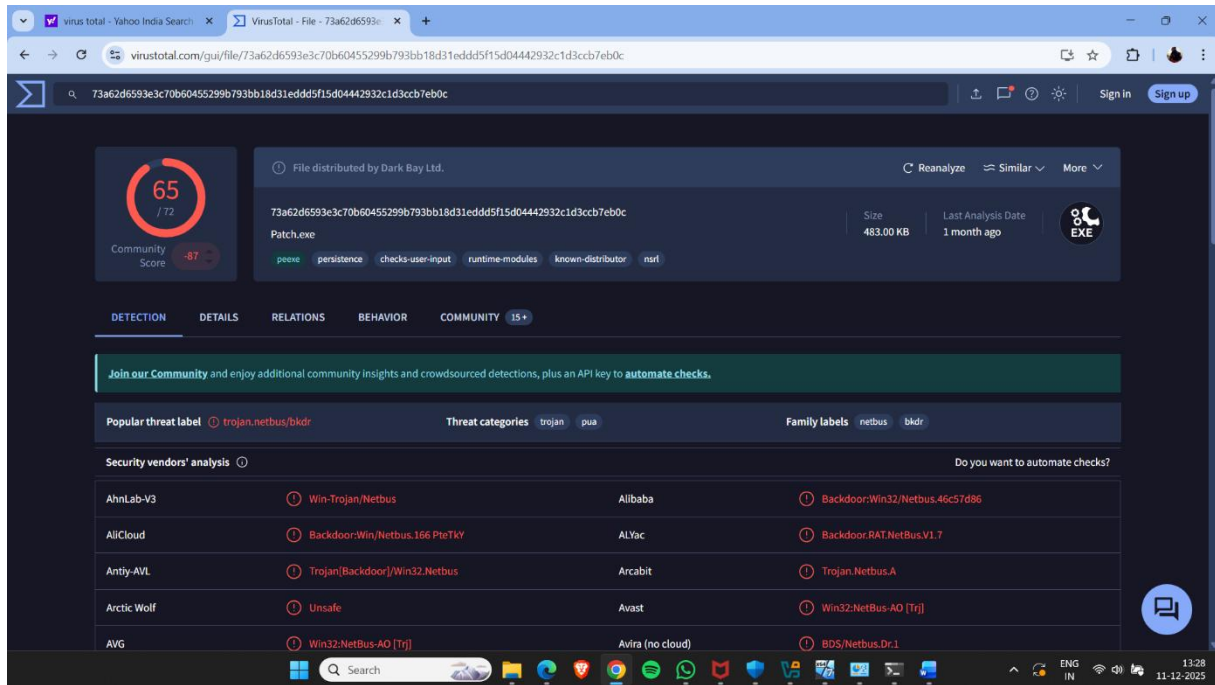 virus total - Yahoo India Search
VirusTotal - File - 73a62d6593e
virustotal.com/gui/file/73a62d6593e3c70b60455299b793bb18d31eddd5f15d04442932c1d3ccb7eb0c
73a62d6593e3c70b60455299b793bb18d31eddd5f15d04442932c1d3ccb7eb0c
Sign in Sign up
65
/ 72
Community Score -87
File distributed by Dark Bay Ltd.
Reanalyze Similar More
73a62d6593e3c70b60455299b793bb18d31eddd5f15d04442932c1d3ccb7eb0c
Patch.exe
peexe persistence checks-user-input runtime-modules known-distributor nsrl
Size
483.00 KB
Last Analysis Date
1 month ago
EXE
DETECTION DETAILS RELATIONS BEHAVIOR COMMUNITY 15+
Join our Community and enjoy additional community insights and crowdsourced detections, plus an API key to automate checks.
Popular threat label trojan.netbus/bkdr Threat categories trojan pua Family labels netbus bkdr
Security vendors' analysis Do you want to automate checks?
AhnLab-V3 Win-Trojan/Netbus Alibaba Backdoor:Win32/Netbus.46c57d86
AliCloud Backdoor:Win/Netbus.166 PteTkY ALYac Backdoor.RAT.NetBus.V1.7
Antiy-AVL Trojan[Backdoor]/Win32.Netbus Arcabit Trojan.Netbus.A
Arctic Wolf Unsafe Avast Win32:NetBus-AO [Trj]
AVG Win32:NetBus-AO [Trj] Avira (no cloud) BDS/Netbus.Dr.1
Search
ENG
IN
13:28
11-12-2025